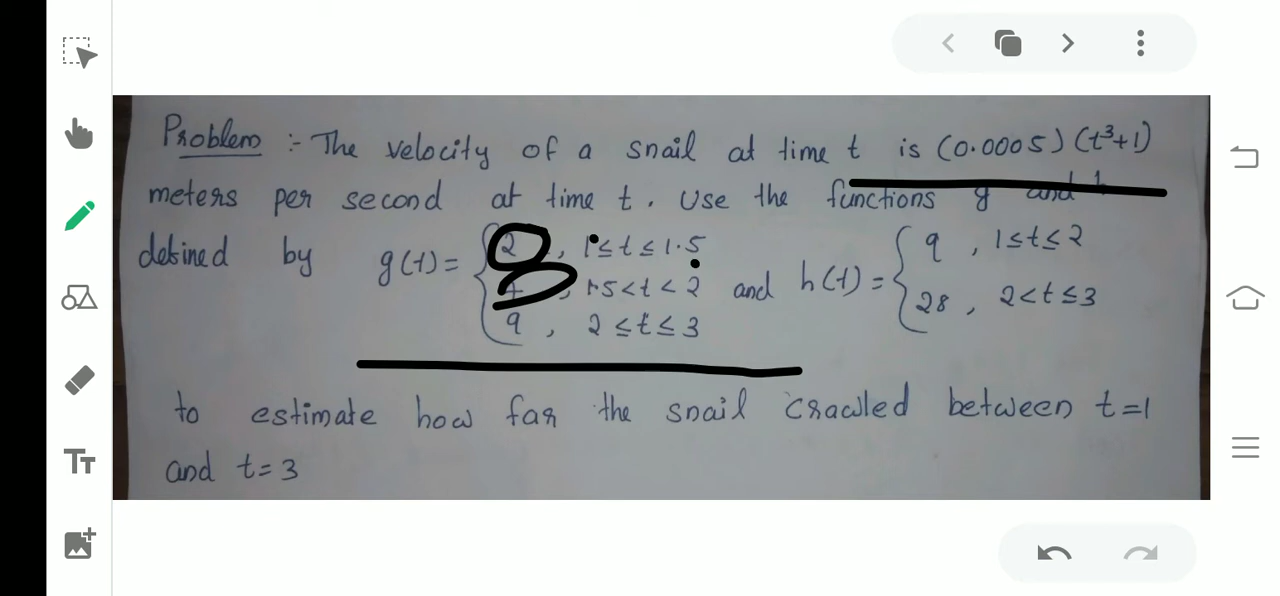 Problem :- The velocity of a snail at time t is (0.0005) (t³+1)
meters per second at time t. Use the functions g and h
defined by g(t) = { 2 , 1 ≤ t ≤ 1.5
, 1.5 < t < 2
9 , 2 ≤ t ≤ 3
and h(t) = { 9 , 1 ≤ t ≤ 2
28 , 2 < t ≤ 3
to estimate how far the snail crawled between t=1
and t=3
TT